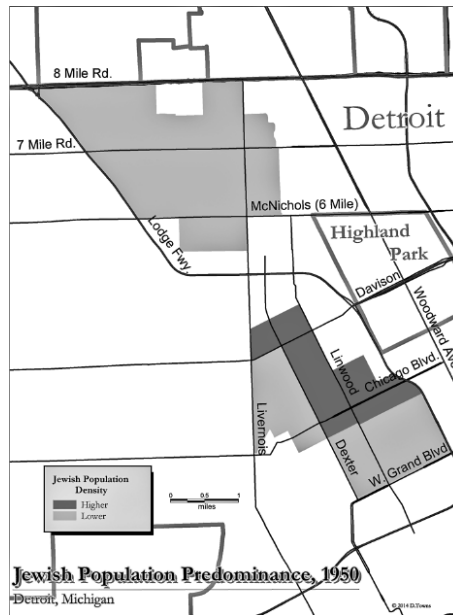 8 Mile Rd.
Detroit
7 Mile Rd.
McNichols (6 Mile)
Lodge Fwy.
Highland
Park
Davison
Woodward Ave
Linwood
Chicago Blvd.
Livernois
Dexter
W. Grand Blvd.
Jewish Population
Density
Higher
Lower
0 0.5 1
miles
Jewish Population Predominance, 1950
Detroit, Michigan
© 2014 D.Towns